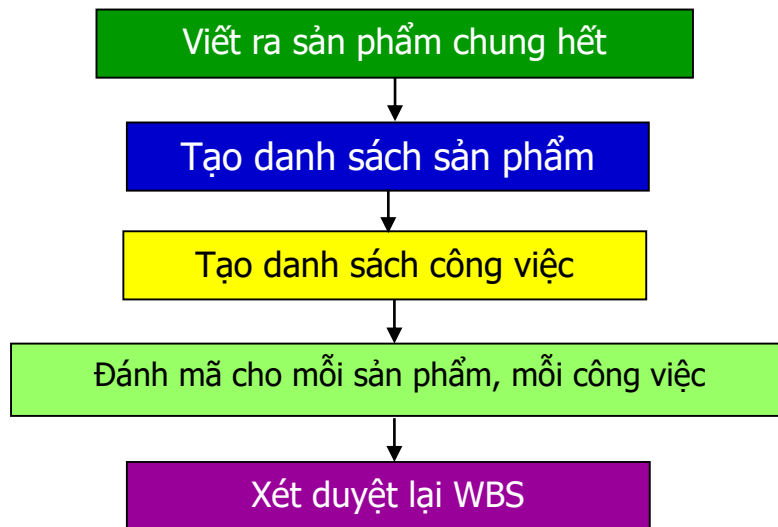 Viết ra sản phẩm chung hết
Tạo danh sách sản phẩm
Tạo danh sách công việc
Đánh mã cho mỗi sản phẩm, mỗi công việc
Xét duyệt lại WBS